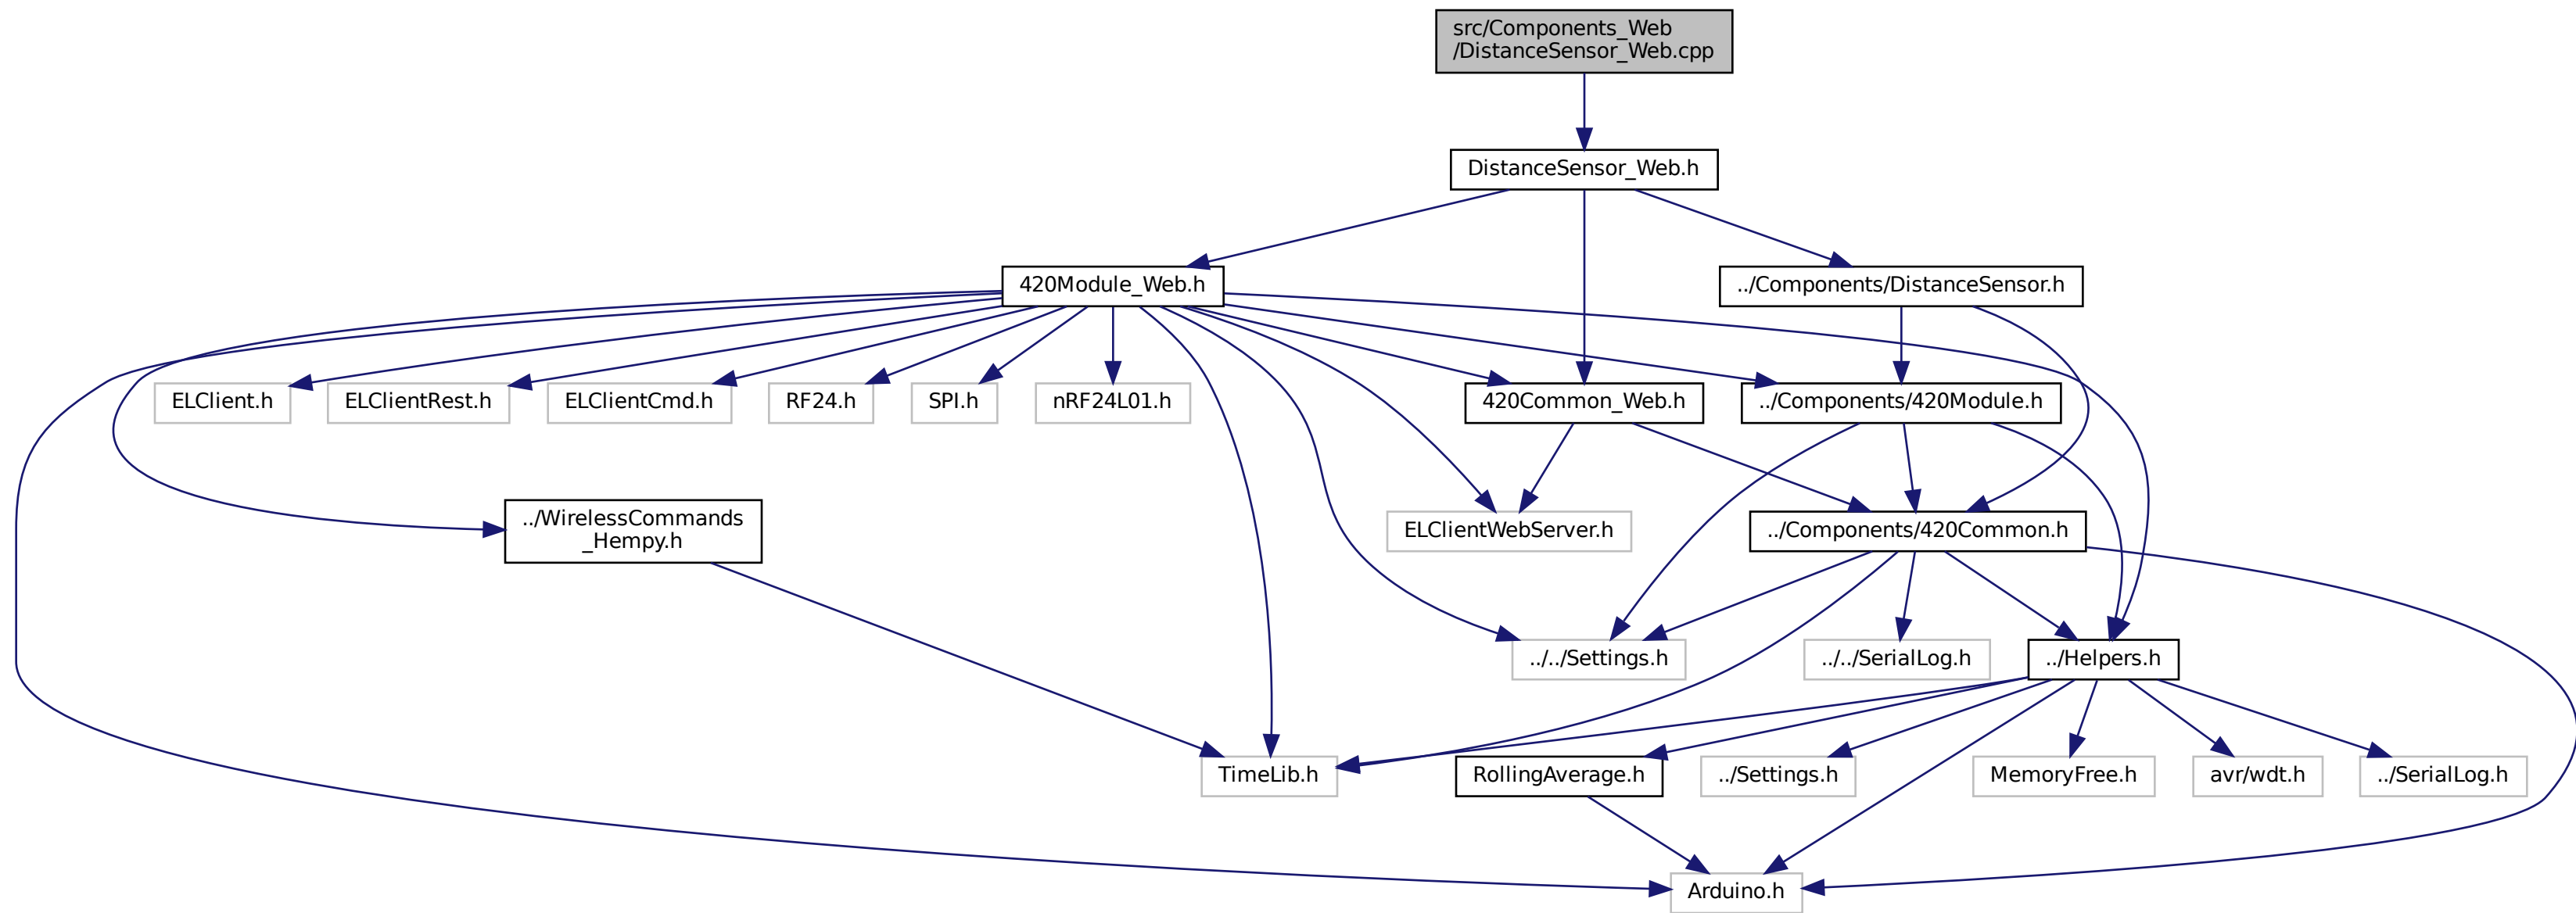 src/Components_Web
/DistanceSensor_Web.cpp
DistanceSensor_Web.h
420Module_Web.h
../Components/DistanceSensor.h
ELClient.h
ELClientRest.h
ELClientCmd.h
RF24.h
SPI.h
nRF24L01.h
420Common_Web.h
../Components/420Module.h
../WirelessCommands
_Hempy.h
ELClientWebServer.h
../Components/420Common.h
../../Settings.h
../../SerialLog.h
../Helpers.h
TimeLib.h
RollingAverage.h
../Settings.h
MemoryFree.h
avr/wdt.h
../SerialLog.h
Arduino.h